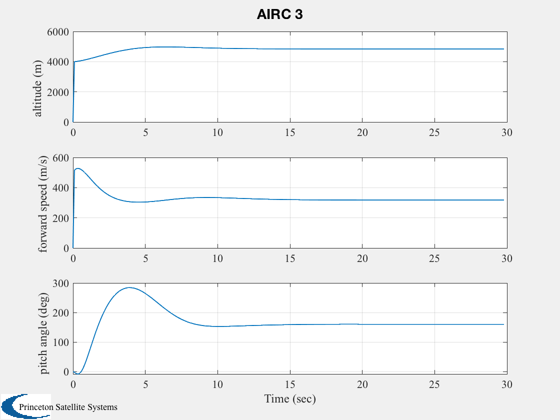 AIRC 3
altitude (m)
6000
4000
2000
0
0 5 10 15 20 25 30
forward speed (m/s)
600
400
200
0
0 5 10 15 20 25 30
pitch angle (deg)
300
200
100
0
0 5 10 15 20 25 30
Time (sec)
Princeton Satellite Systems